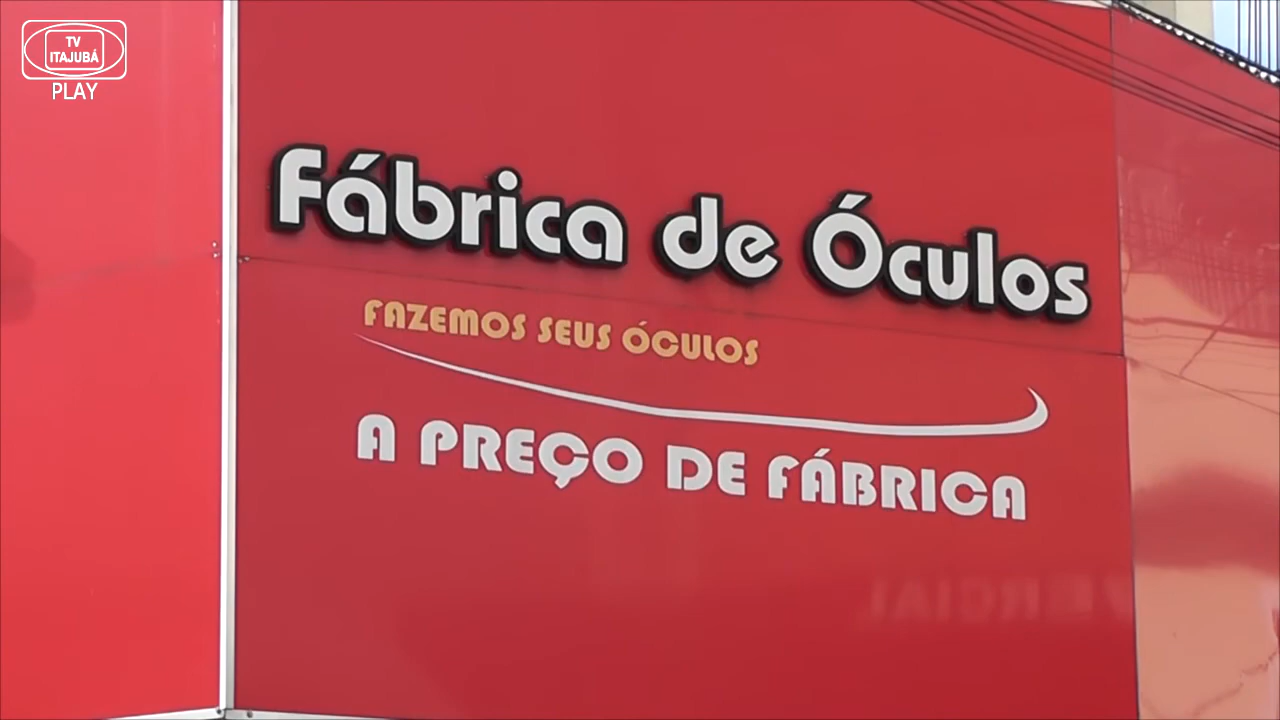 TV
ITAJUBÁ
PLAY
Fábrica de Óculos
FAZEMOS SEUS ÓCULOS
A PREÇO DE FÁBRICA